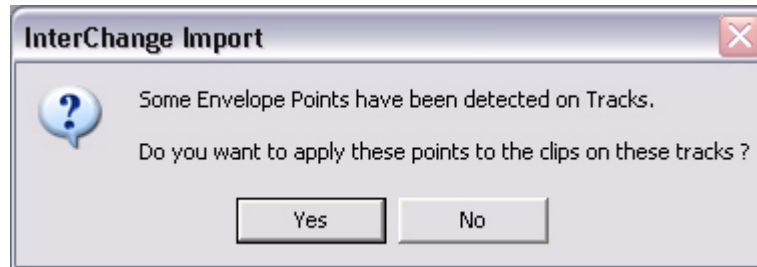 InterChange Import
Some Envelope Points have been detected on Tracks.
Do you want to apply these points to the clips on these tracks ?
Yes No